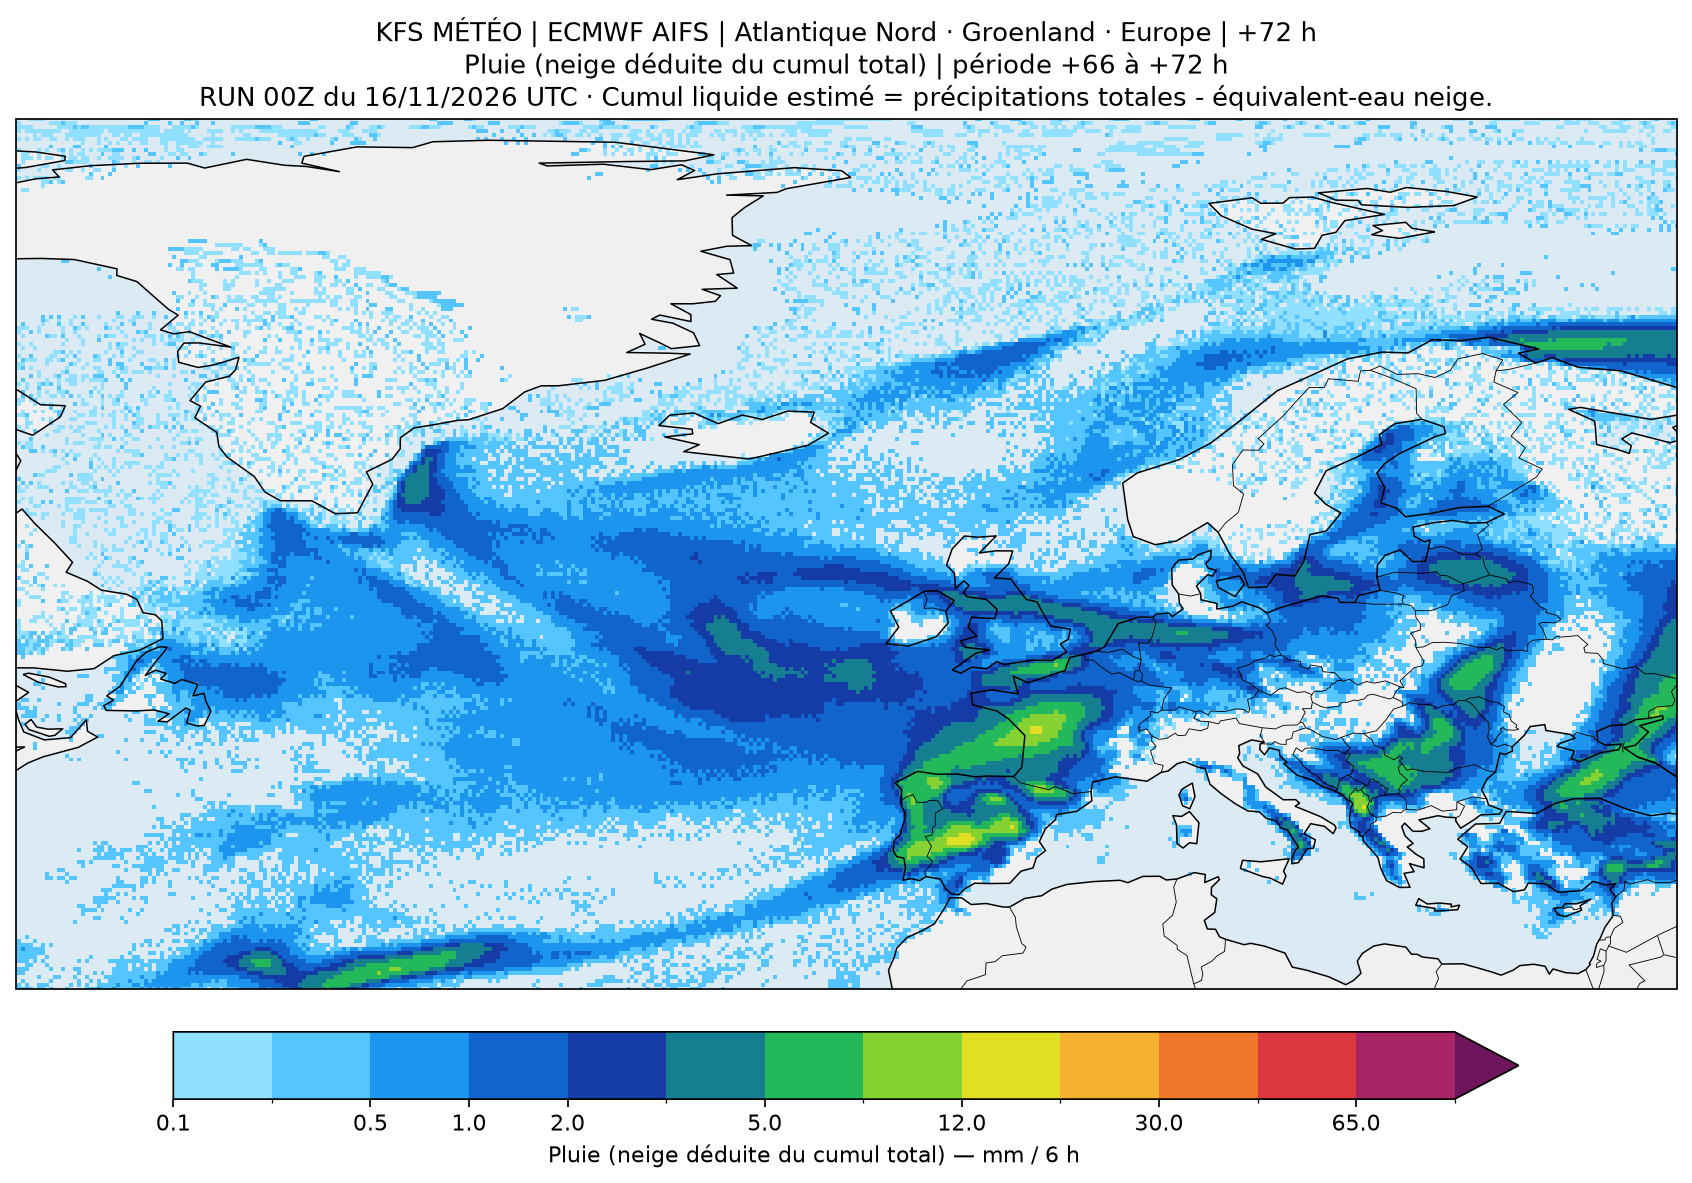 KFS MÉTÉO | ECMWF AIFS | Atlantique Nord · Groenland · Europe | +72 h
Pluie (neige déduite du cumul total) | période +66 à +72 h
RUN 00Z du 16/11/2026 UTC · Cumul liquide estimé = précipitations totales - équivalent-eau neige.
0.1 0.5 1.0 2.0 5.0 12.0 30.0 65.0
Pluie (neige déduite du cumul total) — mm / 6 h